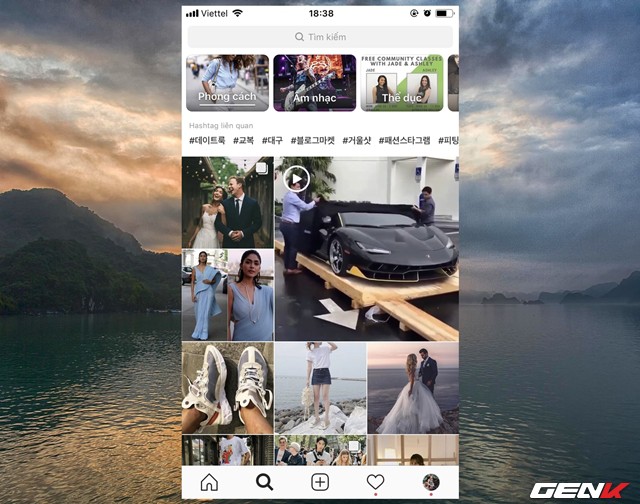 Viettel
18:38
Tìm kiếm
Phong cách
Âm nhạc
FREE COMMUNITY CLASSES
WITH JADE & ASHLEY
JADE
ASHLEY
Thể dục
Hashtag liên quan
#데이트룩 #교복 #대구 #블로그마켓 #거울샷 #패션스타그램 #피팅
GENK